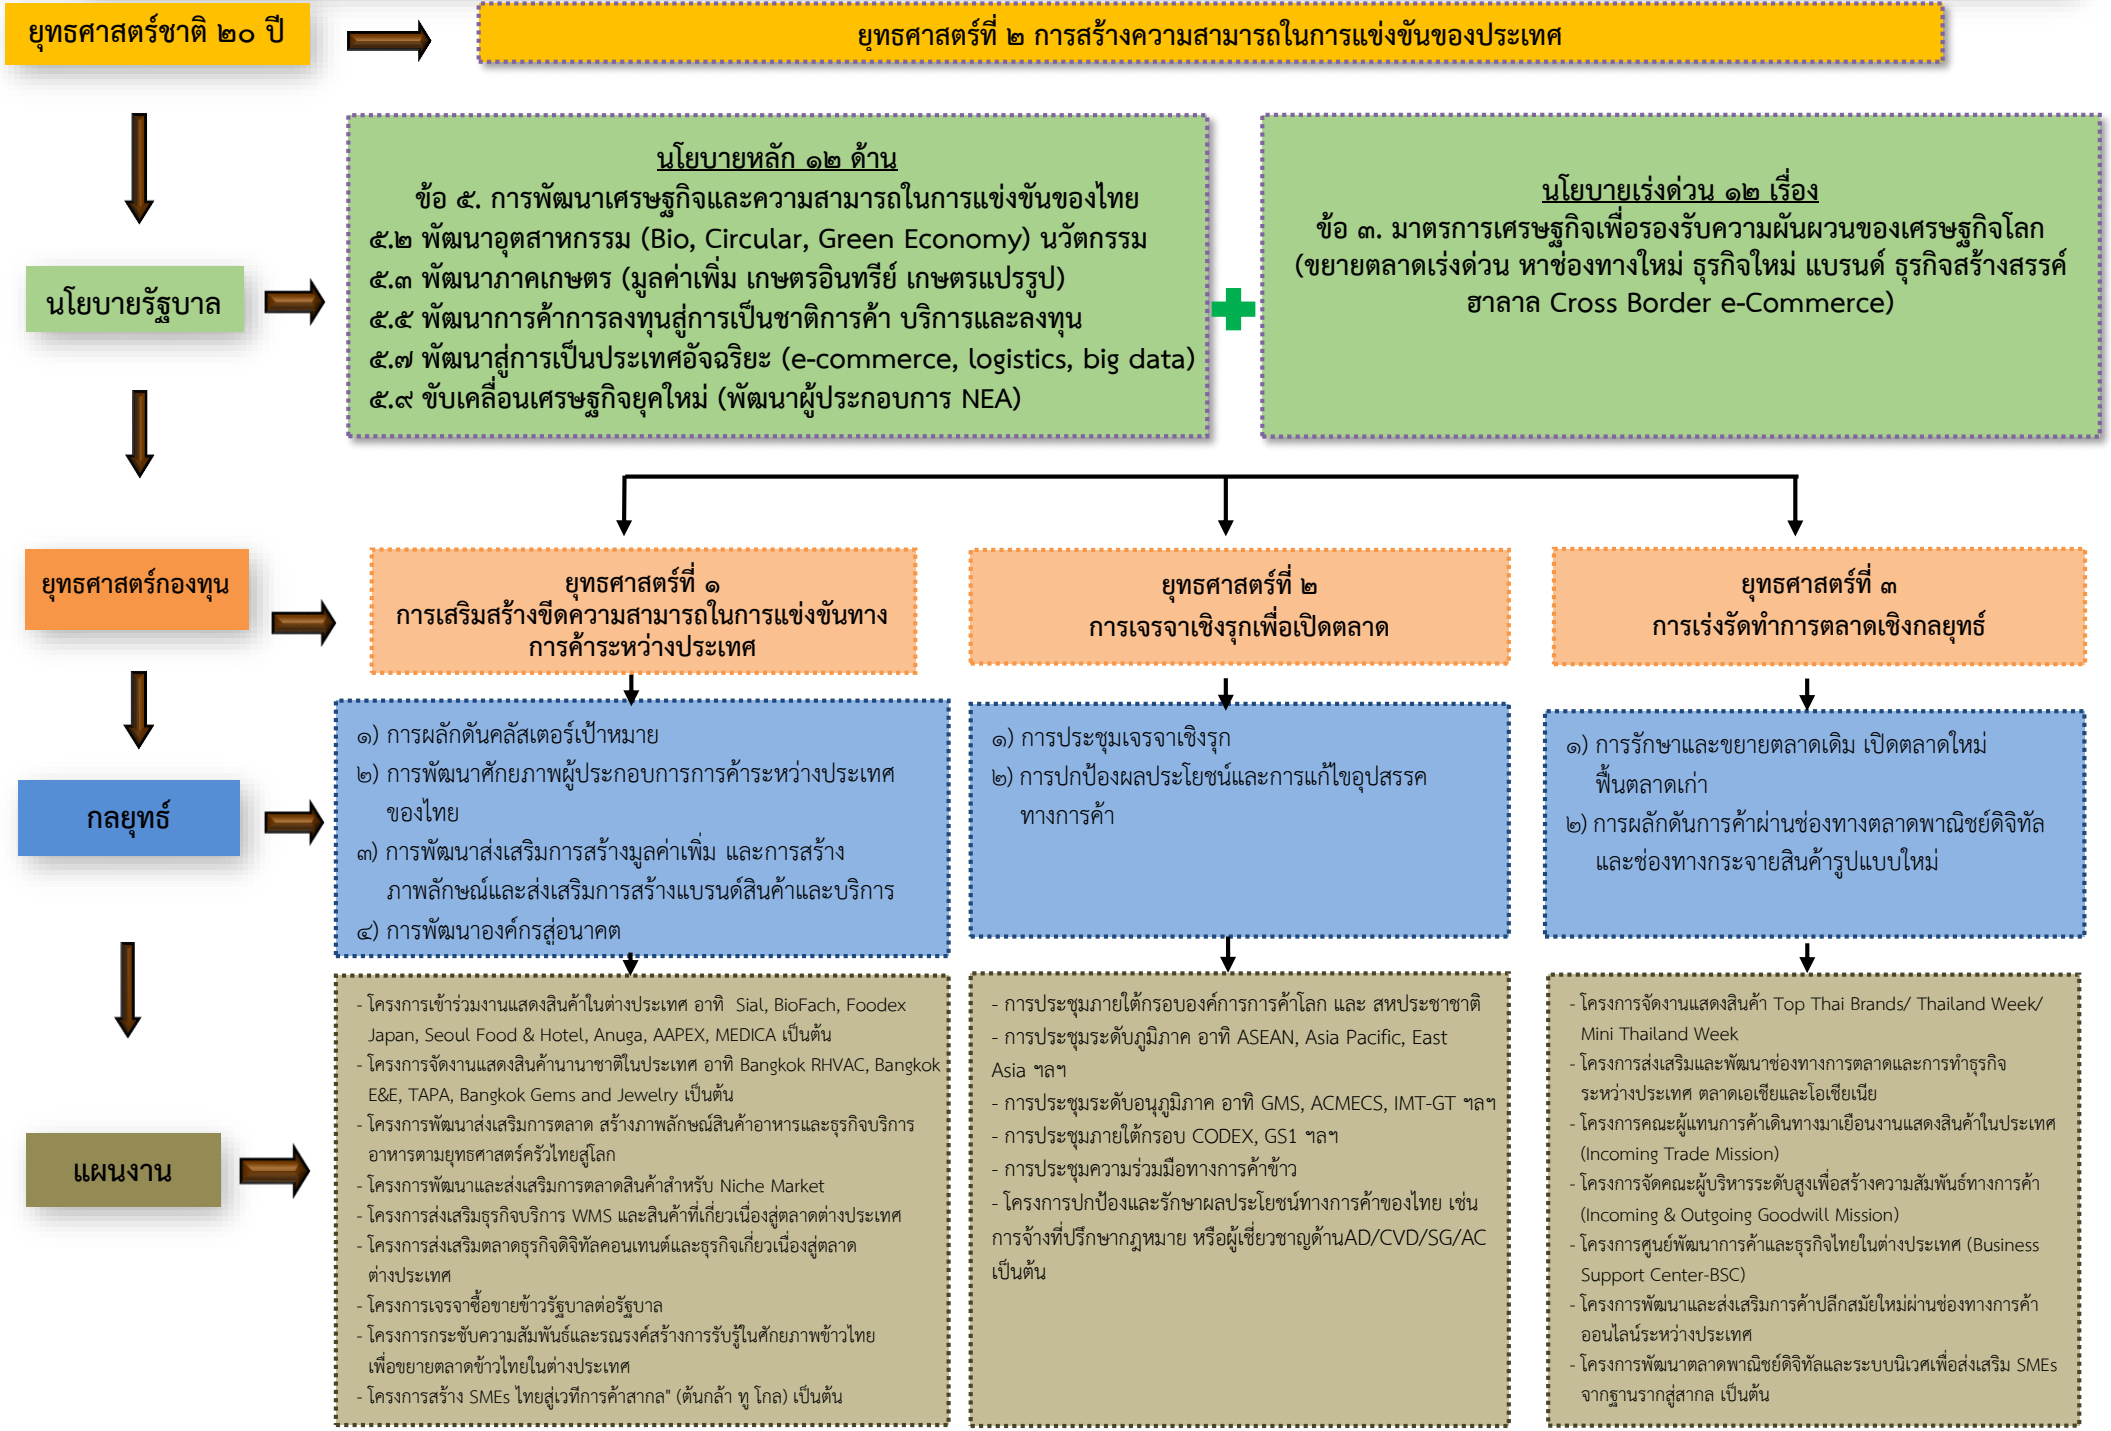 ยุทธศาสตร์ชาติ ๒๐ ปี
ยุทธศาสตร์ที่ ๒ การสร้างความสามารถในการแข่งขันของประเทศ
นโยบายรัฐบาล
นโยบายหลัก ๑๒ ด้าน
ข้อ ๕. การพัฒนาเศรษฐกิจและความสามารถในการแข่งขันของไทย
๕.๒ พัฒนาอุตสาหกรรม (Bio, Circular, Green Economy) นวัตกรรม
๕.๓ พัฒนาภาคเกษตร (มูลค่าเพิ่ม เกษตรอินทรีย์ เกษตรแปรรูป)
๕.๕ พัฒนาการค้าการลงทุนสู่การเป็นชาติการค้า บริการและลงทุน
๕.๗ พัฒนาสู่การเป็นประเทศอัจฉริยะ (e-commerce, logistics, big data)
๕.๙ ขับเคลื่อนเศรษฐกิจยุคใหม่ (พัฒนาผู้ประกอบการ NEA)
นโยบายเร่งด่วน ๑๒ เรื่อง
ข้อ ๓. มาตรการเศรษฐกิจเพื่อรองรับความผันผวนของเศรษฐกิจโลก
(ขยายตลาดเร่งด่วน หาช่องทางใหม่ ธุรกิจใหม่ แบรนด์ ธุรกิจสร้างสรรค์
ฮาลาล Cross Border e-Commerce)
ยุทธศาสตร์กองทุน
ยุทธศาสตร์ที่ ๑
การเสริมสร้างขีดความสามารถในการแข่งขันทาง
การค้าระหว่างประเทศ
ยุทธศาสตร์ที่ ๒
การเจรจาเชิงรุกเพื่อเปิดตลาด
ยุทธศาสตร์ที่ ๓
การเร่งรัดทำการตลาดเชิงกลยุทธ์
กลยุทธ์
๑) การผลักดันคลัสเตอร์เป้าหมาย
๒) การพัฒนาศักยภาพผู้ประกอบการการค้าระหว่างประเทศ
ของไทย
๓) การพัฒนาส่งเสริมการสร้างมูลค่าเพิ่ม และการสร้าง
ภาพลักษณ์และส่งเสริมการสร้างแบรนด์สินค้าและบริการ
๔) การพัฒนาองค์กรสู่อนาคต
๑) การประชุมเจรจาเชิงรุก
๒) การปกป้องผลประโยชน์และการแก้ไขอุปสรรค
ทางการค้า
๑) การรักษาและขยายตลาดเดิม เปิดตลาดใหม่
ฟื้นตลาดเก่า
๒) การผลักดันการค้าผ่านช่องทางตลาดพาณิชย์ดิจิทัล
และช่องทางกระจายสินค้ารูปแบบใหม่
แผนงาน
- โครงการเข้าร่วมงานแสดงสินค้าในต่างประเทศ อาทิ Sial, BioFach, Foodex
Japan, Seoul Food & Hotel, Anuga, AAPEX, MEDICA เป็นต้น
- โครงการจัดงานแสดงสินค้านานาชาติในประเทศ อาทิ Bangkok RHVAC, Bangkok
E&E, TAPA, Bangkok Gems and Jewelry เป็นต้น
- โครงการพัฒนาส่งเสริมการตลาด สร้างภาพลักษณ์สินค้าอาหารและธุรกิจบริการ
อาหารตามยุทธศาสตร์ครัวไทยสู่โลก
- โครงการพัฒนาและส่งเสริมการตลาดสินค้าสำหรับ Niche Market
- โครงการส่งเสริมธุรกิจบริการ WMS และสินค้าที่เกี่ยวเนื่องสู่ตลาดต่างประเทศ
- โครงการส่งเสริมตลาดธุรกิจดิจิทัลคอนเทนต์และธุรกิจเกี่ยวเนื่องสู่ตลาด
ต่างประเทศ
- โครงการเจรจาซื้อขายข้าวรัฐบาลต่อรัฐบาล
- โครงการกระชับความสัมพันธ์และรณรงค์สร้างการรับรู้ในศักยภาพข้าวไทย
เพื่อขยายตลาดข้าวไทยในต่างประเทศ
- โครงการสร้าง SMEs ไทยสู่เวทีการค้าสากล" (ต้นกล้า ทู โกล) เป็นต้น
- การประชุมภายใต้กรอบองค์การการค้าโลก และ สหประชาชาติ
- การประชุมระดับภูมิภาค อาทิ ASEAN, Asia Pacific, East
Asia ฯลฯ
- การประชุมระดับอนุภูมิภาค อาทิ GMS, ACMECS, IMT-GT ฯลฯ
- การประชุมภายใต้กรอบ CODEX, GS1 ฯลฯ
- การประชุมความร่วมมือทางการค้าข้าว
- โครงการปกป้องและรักษาผลประโยชน์ทางการค้าของไทย เช่น
การจ้างที่ปรึกษากฎหมาย หรือผู้เชี่ยวชาญด้านAD/CVD/SG/AC
เป็นต้น
- โครงการจัดงานแสดงสินค้า Top Thai Brands/ Thailand Week/
Mini Thailand Week
- โครงการส่งเสริมและพัฒนาช่องทางการตลาดและการทำธุรกิจ
ระหว่างประเทศ ตลาดเอเชียและโอเชียเนีย
- โครงการคณะผู้แทนการค้าเดินทางมาเยือนงานแสดงสินค้าในประเทศ
(Incoming Trade Mission)
- โครงการจัดคณะผู้บริหารระดับสูงเพื่อสร้างความสัมพันธ์ทางการค้า
(Incoming & Outgoing Goodwill Mission)
- โครงการศูนย์พัฒนาการค้าและธุรกิจไทยในต่างประเทศ (Business
Support Center-BSC)
- โครงการพัฒนาและส่งเสริมการค้าปลีกสมัยใหม่ผ่านช่องทางการค้า
ออนไลน์ระหว่างประเทศ
- โครงการพัฒนาตลาดพาณิชย์ดิจิทัลและระบบนิเวศเพื่อส่งเสริม SMEs
จากฐานรากสู่สากล เป็นต้น